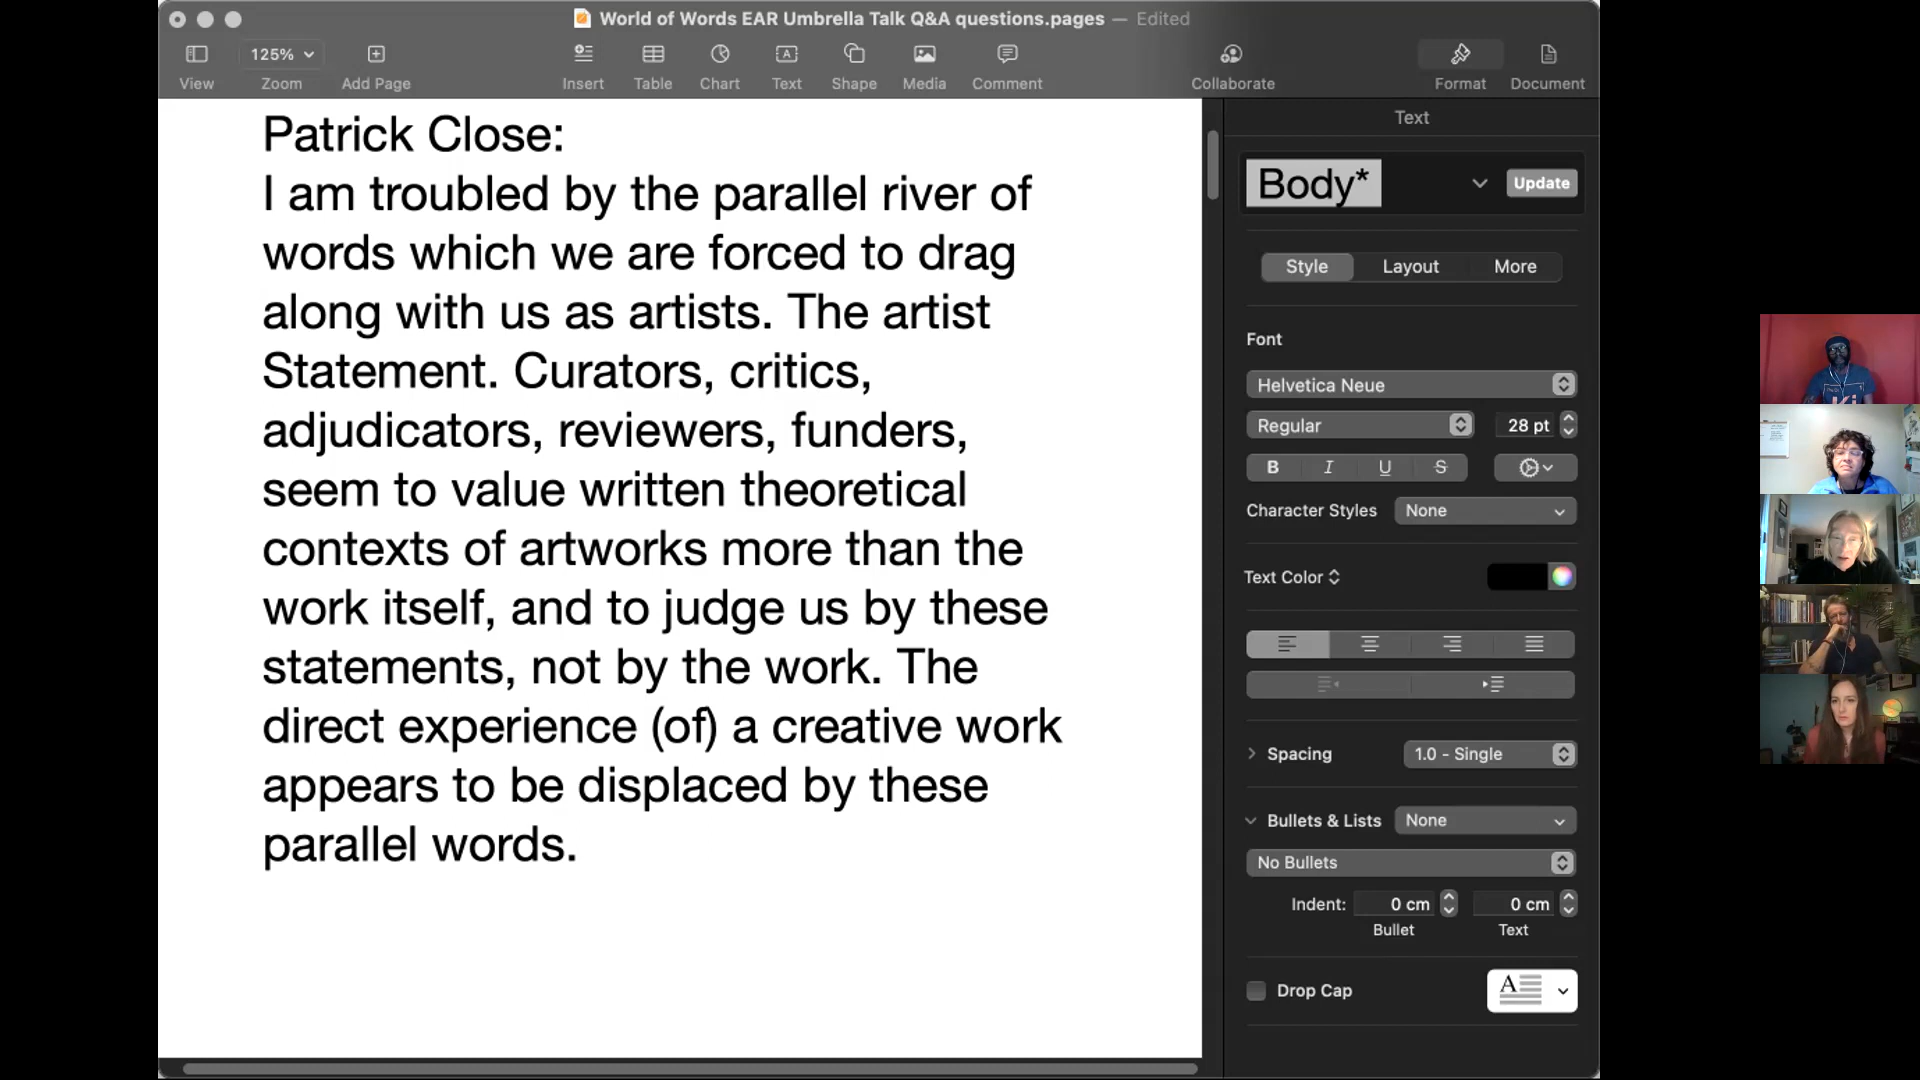 World of Words EAR Umbrella Talk Q&A questions.pages — Edited
125%
View Zoom Add Page Insert Table Chart Text Shape Media Comment Collaborate Format Document
Patrick Close:
I am troubled by the parallel river of
words which we are forced to drag
along with us as artists. The artist
Statement. Curators, critics,
adjudicators, reviewers, funders,
seem to value written theoretical
contexts of artworks more than the
work itself, and to judge us by these
statements, not by the work. The
direct experience (of) a creative work
appears to be displaced by these
parallel words.
Text
Body* Update
Style Layout More
Font
Helvetica Neue
Regular 28 pt
B I U S
Character Styles None
Text Color
Spacing 1.0 - Single
Bullets & Lists None
No Bullets
Indent: 0 cm 0 cm
Bullet Text
Drop Cap A